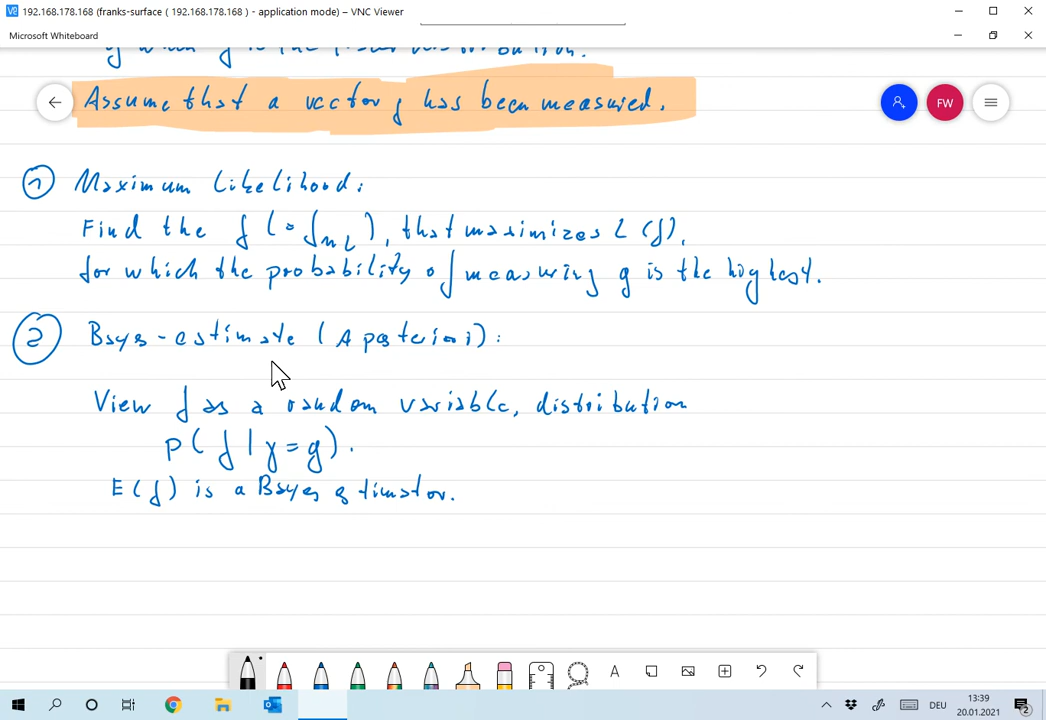 192.168.178.168 (franks-surface ( 192.168.178.168 ) - application mode) – VNC Viewer
Microsoft Whiteboard
Assume that a vector g has been measured.
FW
① Maximum Likelihood:
Find the f (= f_ML), that maximizes L(f),
for which the probability of measuring g is the highest.
② Bayes-estimate (A posteriori):
View f as a random variable, distribution
P( f | γ = g).
E(f) is a Bayes estimator.
A
13:39
DEU
20.01.2021
2